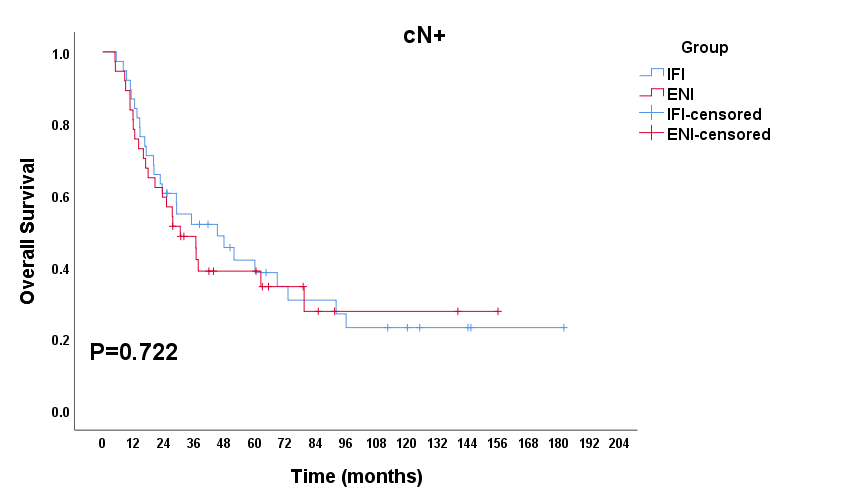 cN+
Group
IFI
ENI
IFI-censored
ENI-censored
1.0
0.8
0.6
0.4
0.2
0.0
Overall Survival
P=0.722
0 12 24 36 48 60 72 84 96 108 120 132 144 156 180 192 204
Time (months)